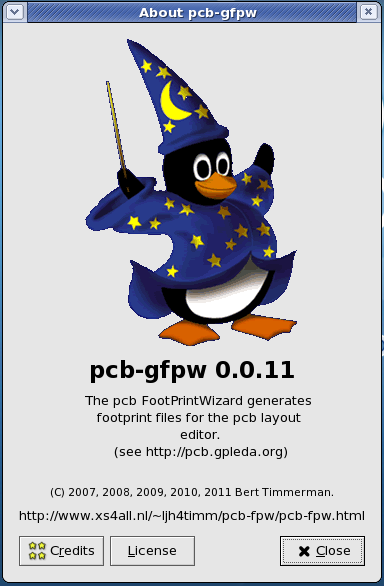 About pcb-gfpw
pcb-gfpw 0.0.11
The pcb FootPrintWizard generates
footprint files for the pcb layout
editor.
(see http://pcb.gpleda.org)
(C) 2007, 2008, 2009, 2010, 2011 Bert Timmerman.
http://www.xs4all.nl/~ljh4timm/pcb-fpw/pcb-fpw.html
Credits License Close